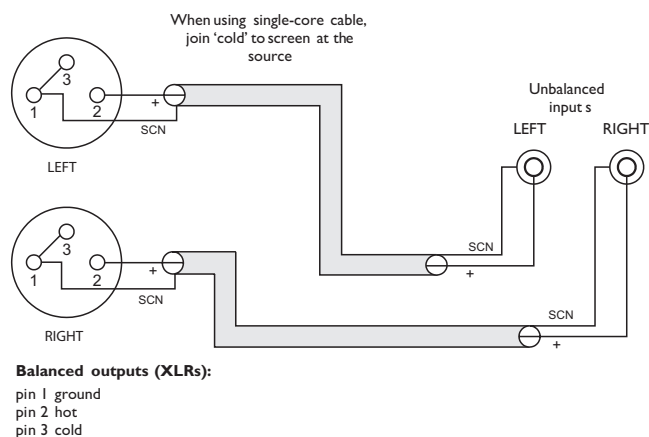 When using single-core cable,
join ‘cold’ to screen at the
source
3
1
2
+
SCN
LEFT
Unbalanced
input s
LEFT
RIGHT
SCN
+
3
1
2
+
SCN
RIGHT
SCN
+
Balanced outputs (XLRs):
pin 1 ground
pin 2 hot
pin 3 cold